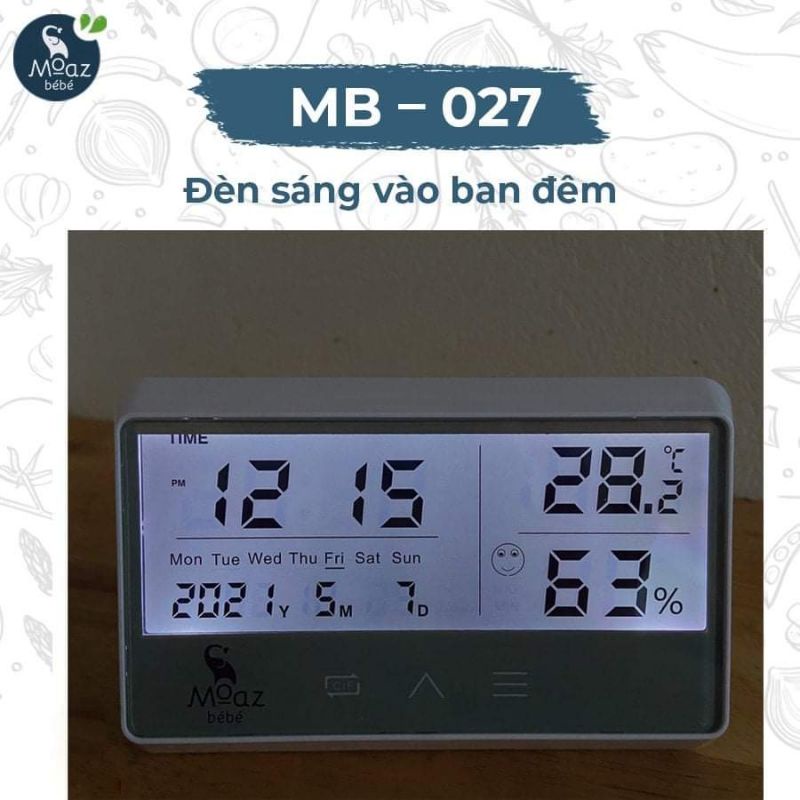 Moaz
bébé
MB – 027
Đèn sáng vào ban đêm
TIME
PM 12 15
28.2 °C
Mon Tue Wed Thu Fri Sat Sun
2021 Y 5 M 7 D
63 %
Moaz
bébé
C/F